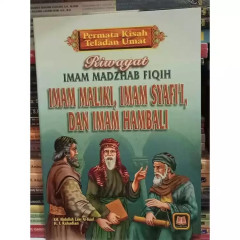 Permata Kisah
Teladan Umat
Riwayat
IMAM MADZHAB FIQIH
IMAM MALIKI, IMAM SYAFI'I,
DAN IMAM HAMBALI